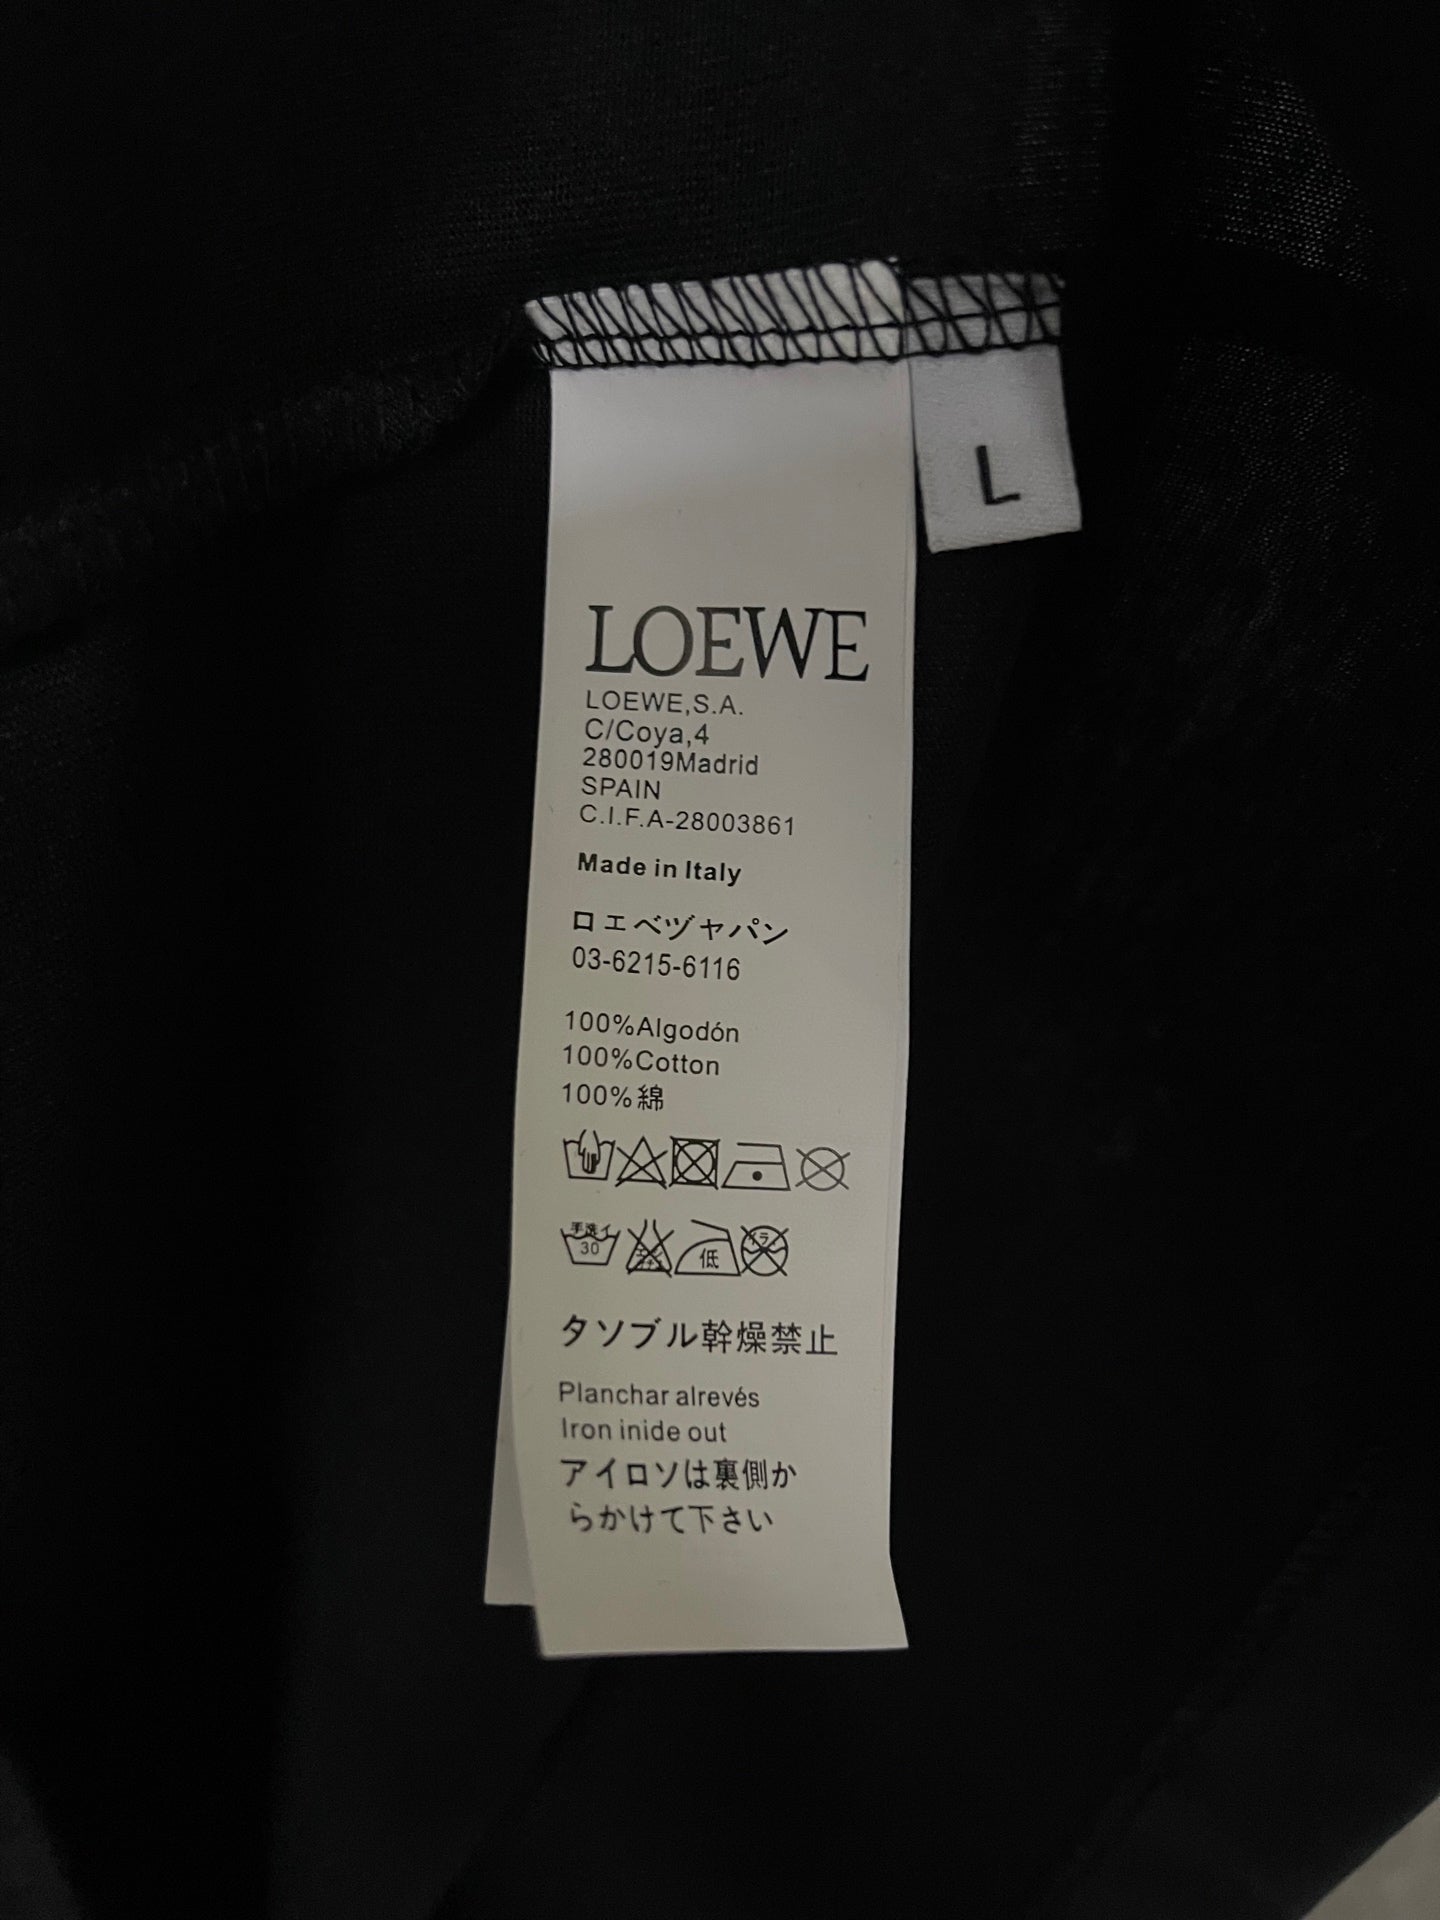 L
LOEWE
LOEWE,S.A.
C/Coya,4
280019Madrid
SPAIN
C.I.F.A-28003861
Made in Italy
ロエベヅャパン
03-6215-6116
100%Algodón
100%Cotton
100%綿
手洗イ
30
低
タソブル幹燥禁止
Planchar alrevés
Iron inide out
アイロソは裏側か
らかけて下さい